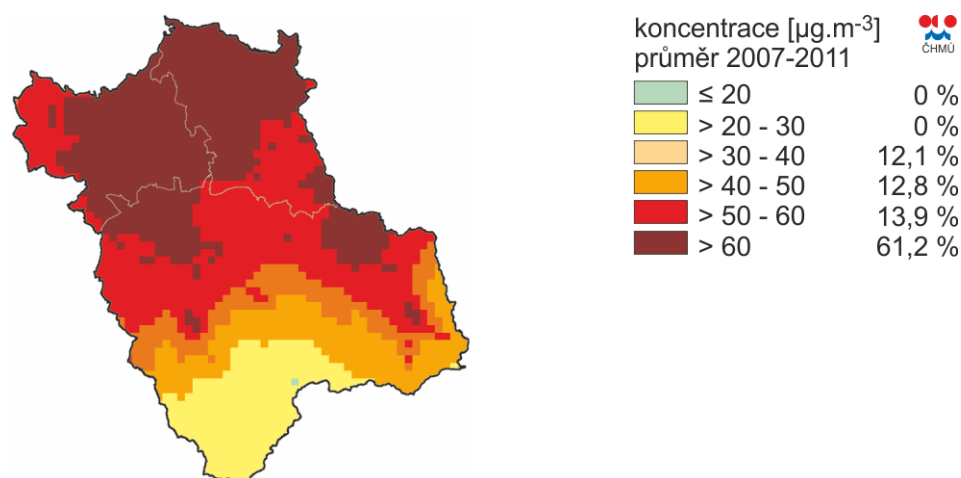 koncentrace [µg.m-3]
průměr 2007-2011
ČHMÚ
≤ 20 0 %
> 20 - 30 0 %
> 30 - 40 12,1 %
> 40 - 50 12,8 %
> 50 - 60 13,9 %
> 60 61,2 %